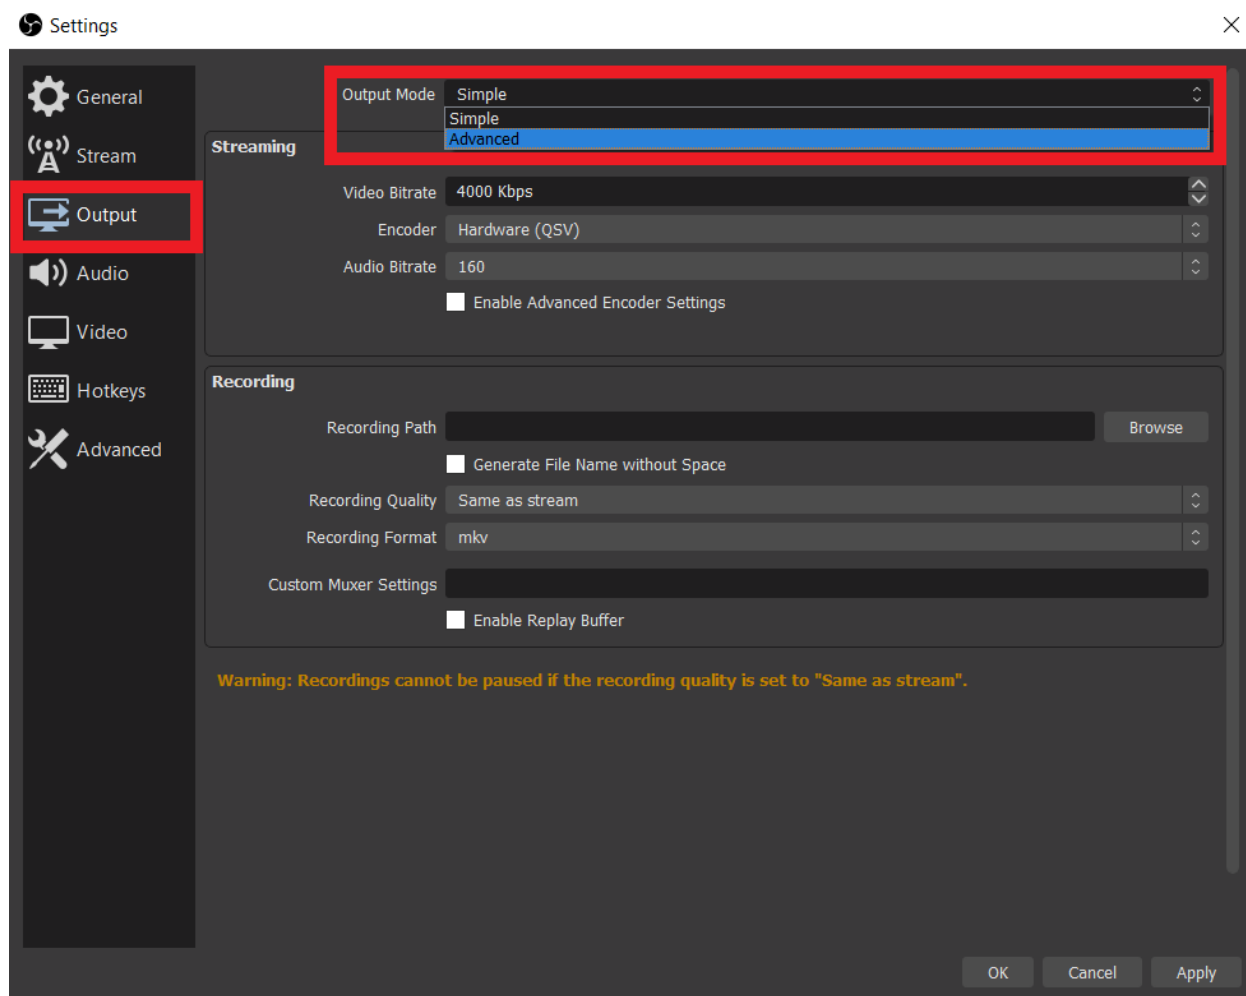 Settings
General
Stream
Output
Audio
Video
Hotkeys
Advanced
Output Mode Simple
Simple
Advanced
Streaming
Video Bitrate 4000 Kbps
Encoder Hardware (QSV)
Audio Bitrate 160
Enable Advanced Encoder Settings
Recording
Recording Path Browse
Generate File Name without Space
Recording Quality Same as stream
Recording Format mkv
Custom Muxer Settings
Enable Replay Buffer
Warning: Recordings cannot be paused if the recording quality is set to "Same as stream".
OK Cancel Apply